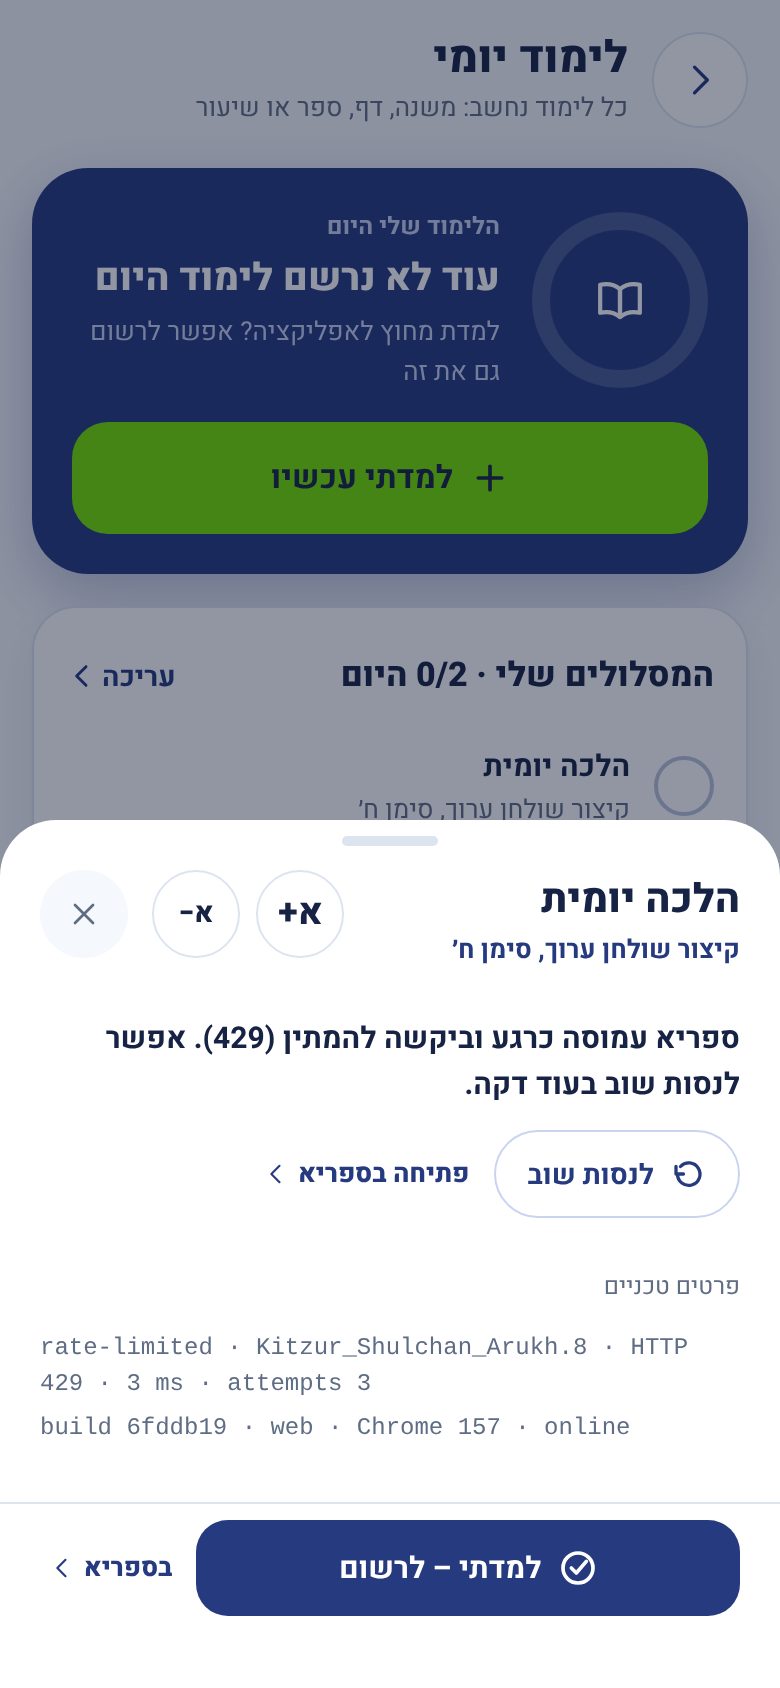 לימוד יומי
כל לימוד נחשב: משנה, דף, ספר או שיעור
הלימוד שלי היום
עוד לא נרשם לימוד היום
למדת מחוץ לאפליקציה? אפשר לרשום
גם את זה
למדתי עכשיו
המסלולים שלי · 0/2 היום
עריכה
הלכה יומית
קיצור שולחן ערוך, סימן ח׳
הלכה יומית
קיצור שולחן ערוך, סימן ח׳
א+
א−
ספריא עמוסה כרגע וביקשה להמתין (429). אפשר
לנסות שוב בעוד דקה.
לנסות שוב
פתיחה בספריא
פרטים טכניים
rate-limited · Kitzur_Shulchan_Arukh.8 · HTTP
429 · 3 ms · attempts 3
build 6fddb19 · web · Chrome 157 · online
למדתי – לרשום
בספריא